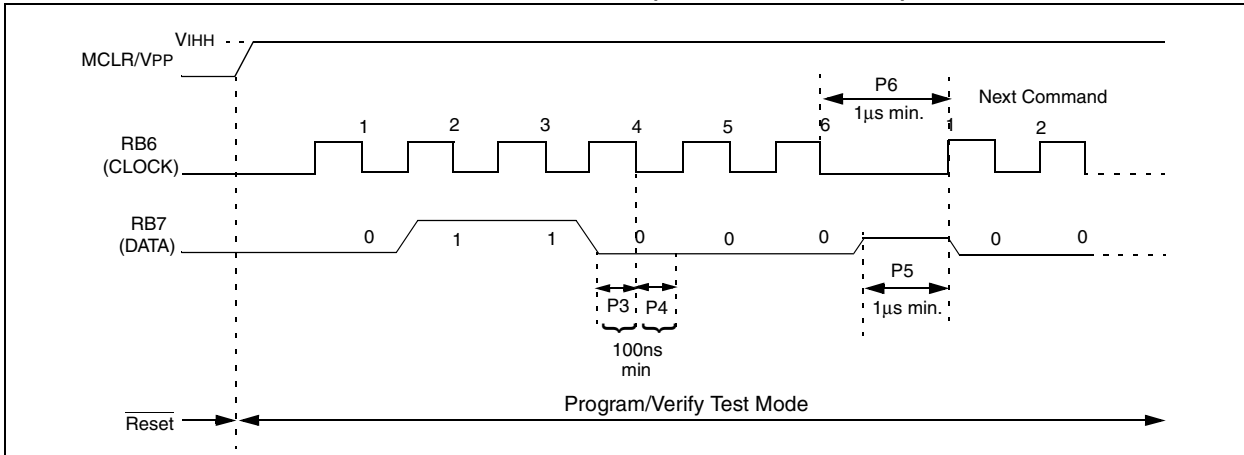 VIHH
MCLR/VPP
P6
1µs min.
Next Command
1 2 3 4 5 6 1 2
RB6
(CLOCK)
RB7
(DATA)
0 1 1 0 0 0 0 0
P5
1µs min.
P3 P4
100ns
min
Program/Verify Test Mode
Reset